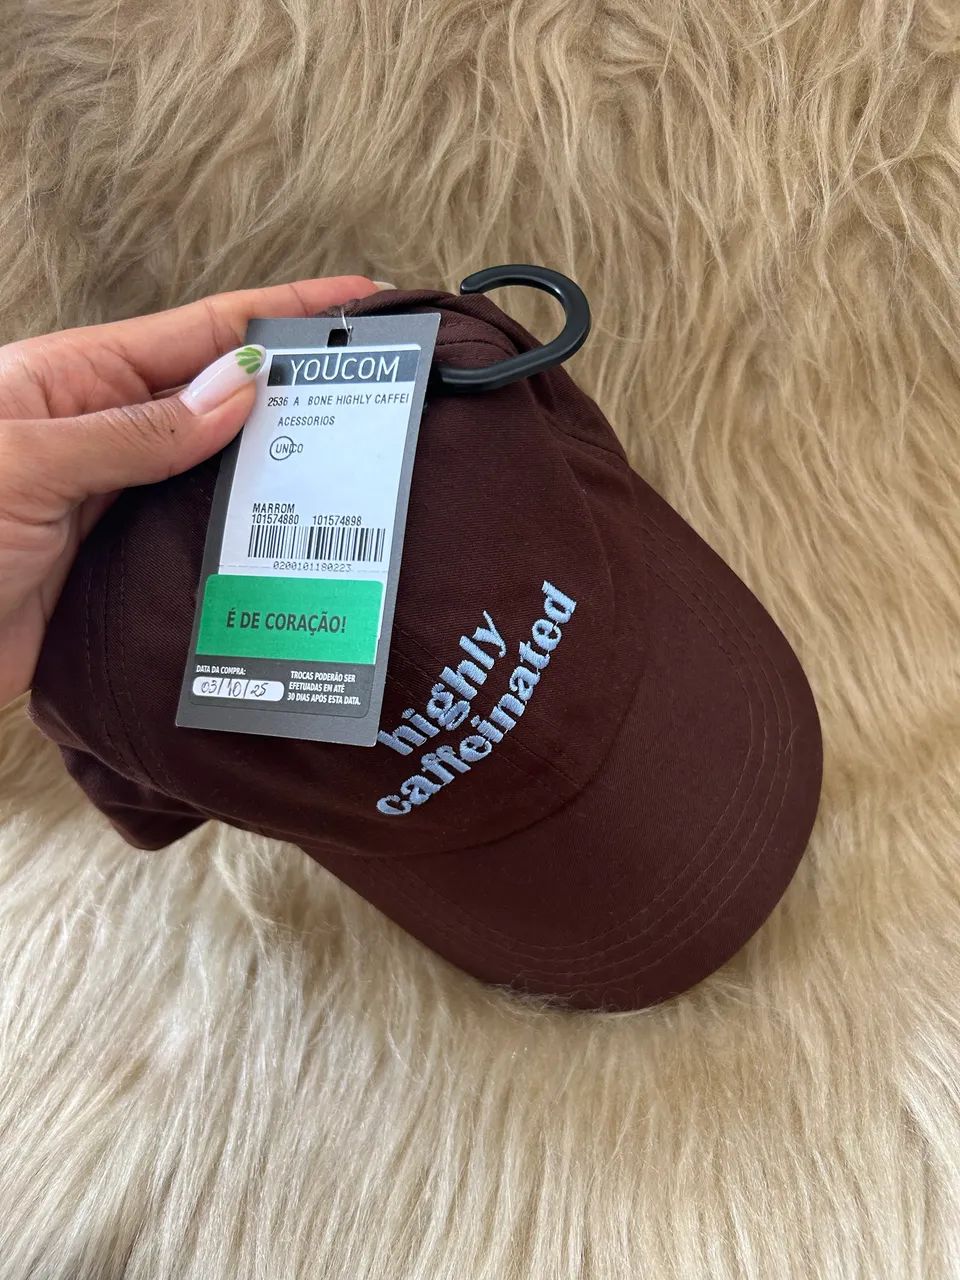 YOUCOM
2536 A BONE HIGHLY CAFFEI
ACESSORIOS
UNICO
MARROM
101574880 101574898
0200101180223
É DE CORAÇÃO!
DATA DA COMPRA:
03/10/25
TROCAS PODERÃO SER
EFETUADAS EM ATÉ
30 DIAS APÓS ESTA DATA.
highly
caffeinated